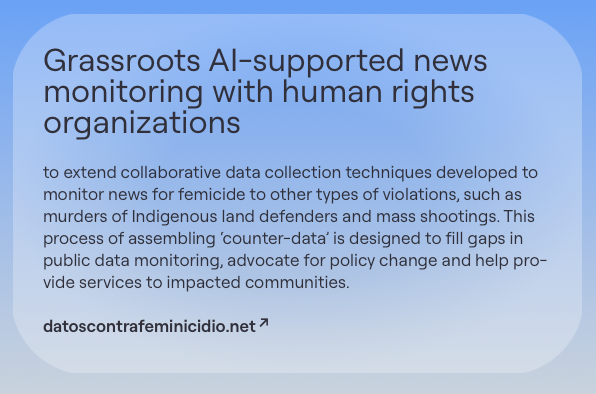 Grassroots AI-supported news
monitoring with human rights
organizations
to extend collaborative data collection techniques developed to
monitor news for femicide to other types of violations, such as
murders of Indigenous land defenders and mass shootings. This
process of assembling ‘counter-data’ is designed to fill gaps in
public data monitoring, advocate for policy change and help pro-
vide services to impacted communities.
datoscontrafeminicidio.net↗